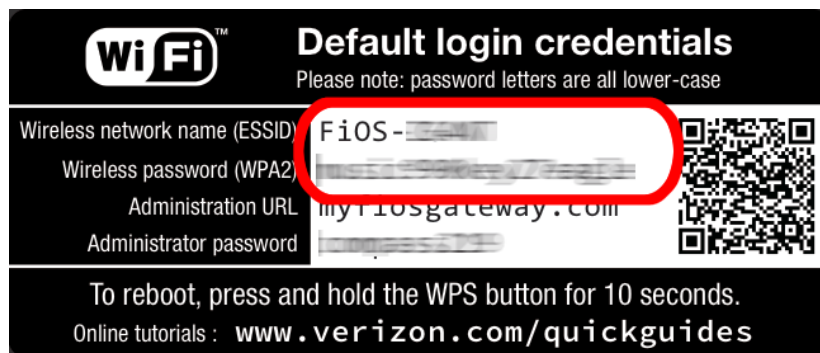 WiFi™
Default login credentials
Please note: password letters are all lower-case
Wireless network name (ESSID) FiOS-
Wireless password (WPA2)
Administration URL myfiosgateway.com
Administrator password
To reboot, press and hold the WPS button for 10 seconds.
Online tutorials : www.verizon.com/quickguides